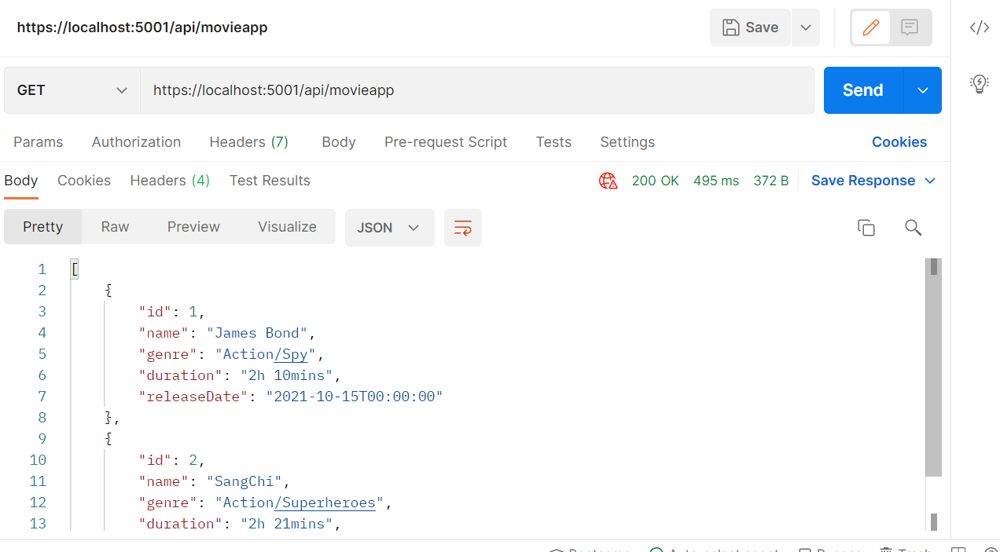 https://localhost:5001/api/movieapp Save
GET https://localhost:5001/api/movieapp Send
Params Authorization Headers (7) Body Pre-request Script Tests Settings Cookies
Body Cookies Headers (4) Test Results 200 OK 495 ms 372 B Save Response
Pretty Raw Preview Visualize JSON
1 [
2 {
3 "id": 1,
4 "name": "James Bond",
5 "genre": "Action/Spy",
6 "duration": "2h 10mins",
7 "releaseDate": "2021-10-15T00:00:00"
8 },
9 {
10 "id": 2,
11 "name": "SangChi",
12 "genre": "Action/Superheroes",
13 "duration": "2h 21mins",